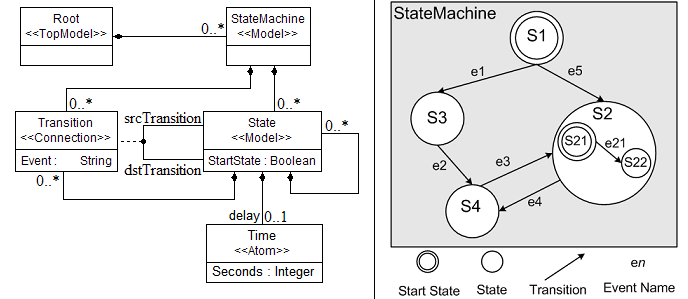 Root
<<TopModel>>
0..*
StateMachine
<<Model>>
0..*
0..*
Transition
<<Connection>>
Event : String
srcTransition
dstTransition
State
<<Model>>
StartState : Boolean
0..*
0..*
delay
0..1
Time
<<Atom>>
Seconds : Integer
StateMachine
S1
e1
e5
S3
S2
S21
e21
S22
e2
e3
S4
e4
Start State
State
Transition
en
Event Name